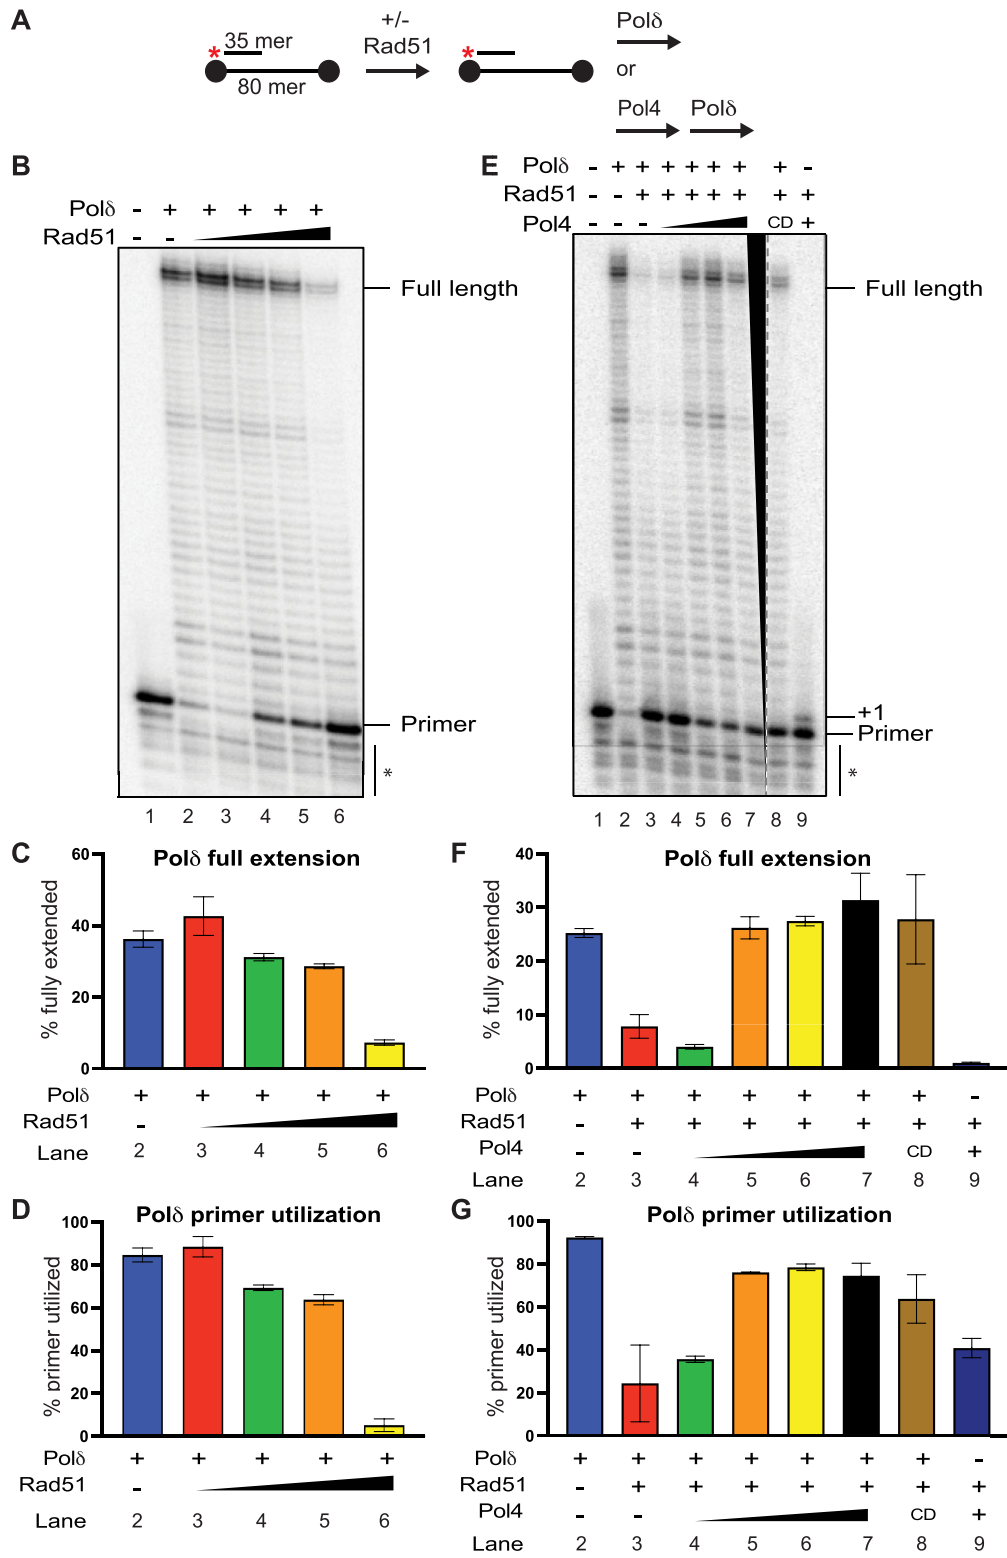 A
* 35 mer
80 mer
+/-
Rad51
*
Polδ
or
Pol4 Polδ
B
Polδ - + + + + +
Rad51 -
Full length
Primer
*
1 2 3 4 5 6
E
Polδ - + + + + + + + -
Rad51 - - + + + + + + +
Pol4 - - - CD +
Full length
+1
Primer
*
1 2 3 4 5 6 7 8 9
C
Polδ full extension
% fully extended
60
40
20
0
Polδ + + + + +
Rad51 -
Lane 2 3 4 5 6
F
Polδ full extension
% fully extended
40
30
20
10
0
Polδ + + + + + + + -
Rad51 - + + + + + + +
Pol4 - - CD +
Lane 2 3 4 5 6 7 8 9
D
Polδ primer utilization
% primer utilized
100
80
60
40
20
0
Polδ + + + + +
Rad51 -
Lane 2 3 4 5 6
G
Polδ primer utilization
% primer utilized
100
80
60
40
20
0
Polδ + + + + + + + -
Rad51 - + + + + + + +
Pol4 - - CD +
Lane 2 3 4 5 6 7 8 9